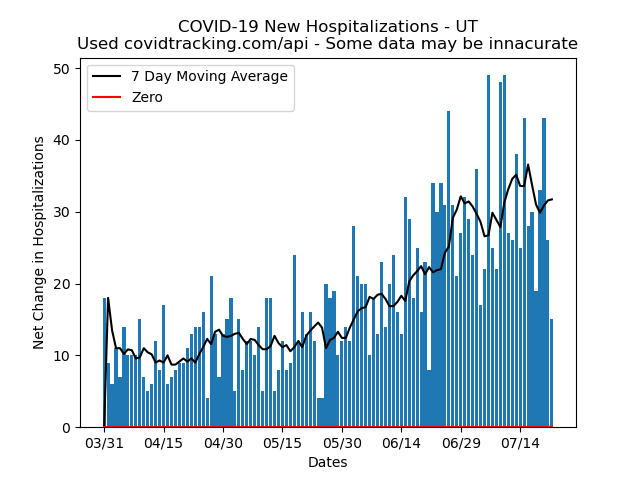 COVID-19 New Hospitalizations - UT
Used covidtracking.com/api - Some data may be innacurate
7 Day Moving Average
Zero
Net Change in Hospitalizations
50
40
30
20
10
0
03/31 04/15 04/30 05/15 05/30 06/14 06/29 07/14
Dates